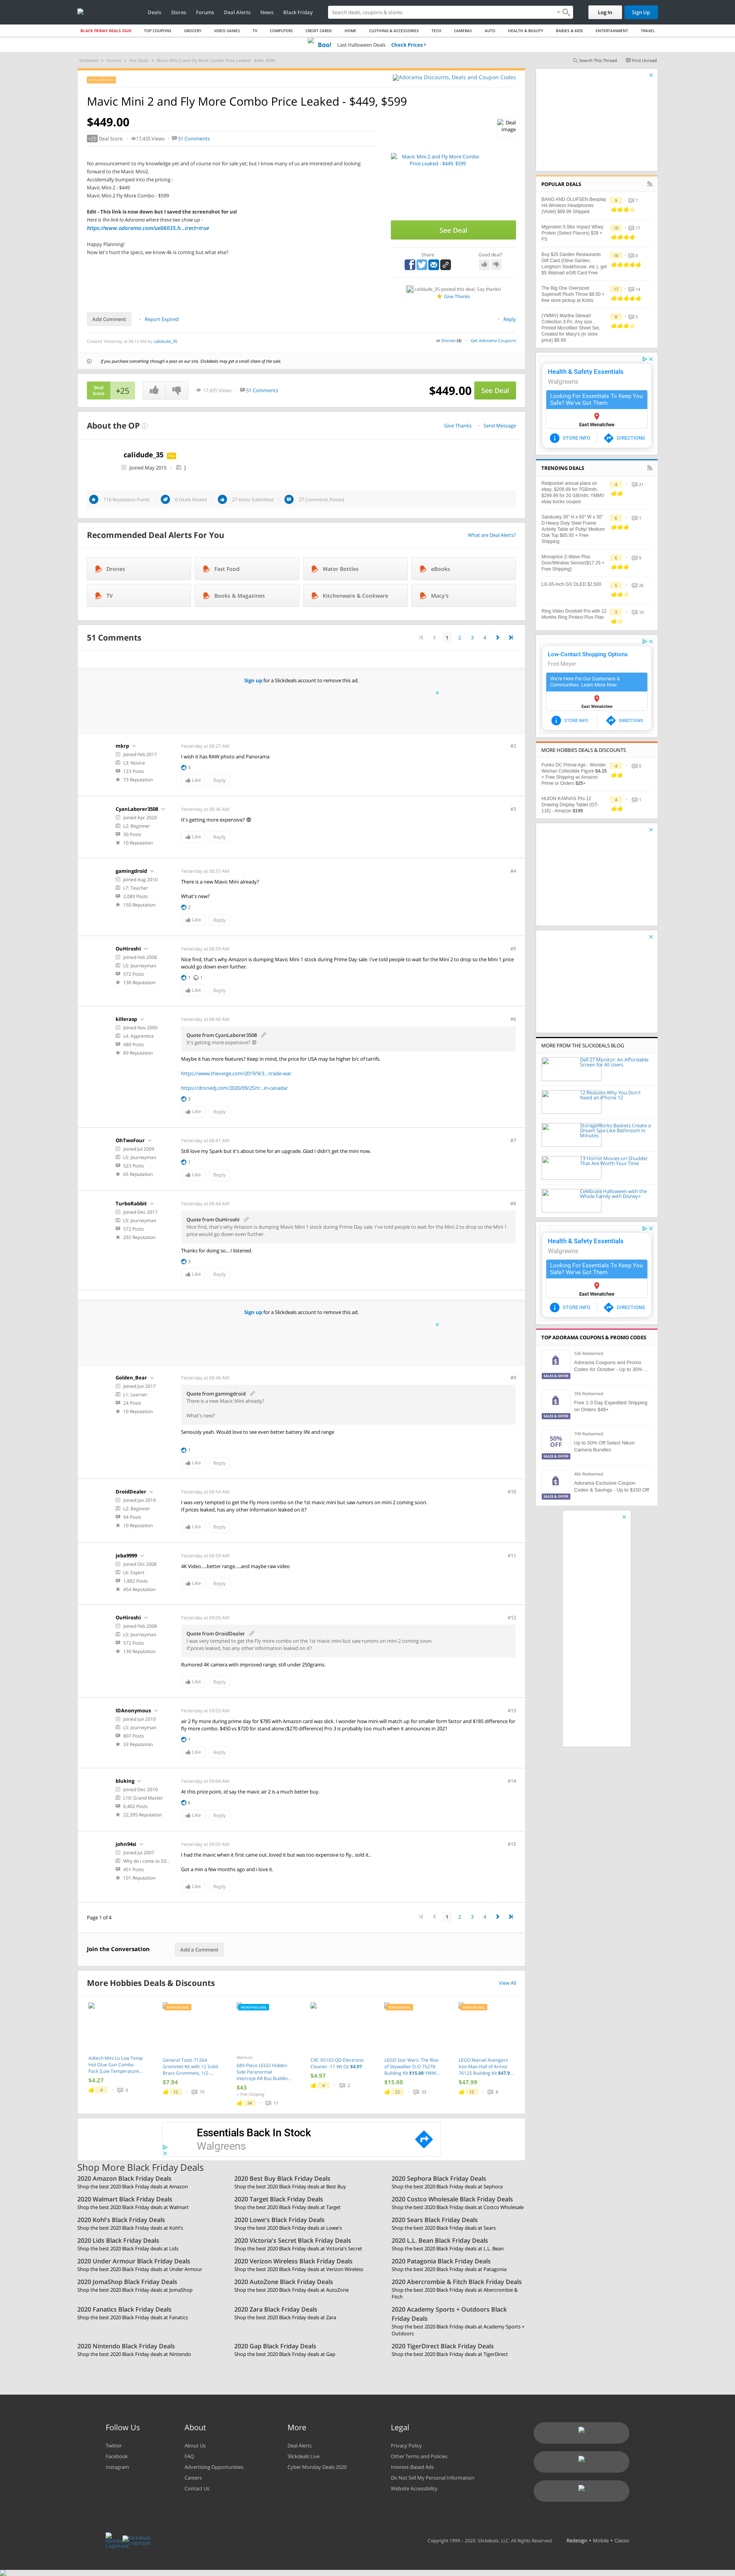 Deals Stores Forums Deal Alerts News Black Friday
Search deals, coupons & stores
Log In Sign Up
BLACK FRIDAY DEALS 2020 TOP COUPONS GROCERY VIDEO GAMES TV COMPUTERS CREDIT CARDS HOME CLOTHING & ACCESSORIES TECH CAMERAS AUTO HEALTH & BEAUTY BABIES & KIDS ENTERTAINMENT TRAVEL
Boo! Last Halloween Deals Check Prices
Slickdeals Forums Hot Deals Mavic Mini 2 and Fly More Combo Price Leaked - $449, $599
Search This Thread First Unread
Adorama Discounts, Deals and Coupon Codes
Mavic Mini 2 and Fly More Combo Price Leaked - $449, $599
$449.00
+25 Deal Score 17,435 Views 51 Comments
Deal Image
No announcement to my knowledge yet and of course not for sale yet; but I know many of us are interested and looking forward to the Mavic Mini2.
Accidentally bumped into the pricing -
Mavic Mini 2 - $449
Mavic Mini 2 Fly More Combo - $599
Edit - This link is now down but I saved the screenshot for us!
Here is the link to Adorama where these two show up -
https://www.adorama.com/ue06035.h...irect=true
Happy Planning!
Now let's hunt the specs, we know 4k is coming but what else?
Mavic Mini 2 and Fly More Combo Price Leaked - $449, $599
See Deal
Share Good deal?
calidude_35 posted this deal. Say thanks!
Give Thanks
Add Comment Report Expired Reply
Created Yesterday at 08:12 AM by calidude_35
Drones (4) Get Adorama Coupons
If you purchase something through a post on our site, Slickdeals may get a small share of the sale.
Deal Score +25 17,435 Views 51 Comments $449.00 See Deal
About the OP Give Thanks Send Message
calidude_35
Joined May 2015
116 Reputation Points 6 Deals Posted 27 Votes Submitted 27 Comments Posted
Recommended Deal Alerts For You What are Deal Alerts?
Drones Fast Food Water Bottles eBooks
TV Books & Magazines Kitchenware & Cookware Macy's
51 Comments 1 2 3 4
Sign up for a Slickdeals account to remove this ad.
mkrp Yesterday at 08:27 AM #2
Joined Feb 2017
L3: Novice
123 Posts
73 Reputation
I wish it has RAW photo and Panorama
3
Like Reply
CyanLaborer3508 Yesterday at 08:36 AM #3
Joined Apr 2020
L2: Beginner
30 Posts
10 Reputation
It's getting more expensive?
Like Reply
gamingdroid Yesterday at 08:37 AM #4
Joined Aug 2010
L7: Teacher
2,089 Posts
130 Reputation
There is a new Mavic Mini already?
What's new?
2
Like Reply
OuHiroshi Yesterday at 08:39 AM #5
Joined Feb 2008
L5: Journeyman
572 Posts
130 Reputation
Nice find, that's why Amazon is dumping Mavic Mini 1 stock during Prime Day sale. I've told people to wait for the Mini 2 to drop so the Mini 1 price would go down even further.
1 1
Like Reply
killerasp Yesterday at 08:40 AM #6
Joined Nov 2005
L4: Apprentice
480 Posts
89 Reputation
Quote from CyanLaborer3508
It's getting more expensive?
Maybe it has more features? Keep in mind, the price for USA may be higher b/c of tarrifs.
https://www.theverge.com/2019/9/3...trade-war
https://dronedj.com/2020/09/25/tr...in-canada/
3
Like Reply
OhTwoFour Yesterday at 08:41 AM #7
Joined Jul 2009
L5: Journeyman
523 Posts
65 Reputation
Still love my Spark but it's about time for an upgrade. Glad I didn't get the mini now.
1
Like Reply
TurboRabbit Yesterday at 08:44 AM #8
Joined Dec 2017
L5: Journeyman
572 Posts
292 Reputation
Quote from OuHiroshi
Nice find, that's why Amazon is dumping Mavic Mini 1 stock during Prime Day sale. I've told people to wait for the Mini 2 to drop so the Mini 1 price would go down even further.
Thanks for doing so... I listened.
3
Like Reply
Sign up for a Slickdeals account to remove this ad.
Golden_Bear Yesterday at 08:46 AM #9
Joined Jun 2017
L1: Learner
24 Posts
10 Reputation
Quote from gamingdroid
There is a new Mavic Mini already?
What's new?
Seriously yeah. Would love to see even better battery life and range
1
Like Reply
DroidDealer Yesterday at 08:54 AM #10
Joined Jan 2019
L2: Beginner
94 Posts
10 Reputation
I was very tempted to get the Fly more combo on the 1st mavic mini but saw rumors on mini 2 coming soon.
If prices leaked, has any other information leaked on it?
Like Reply
jeba9999 Yesterday at 08:59 AM #11
Joined Oct 2008
L6: Expert
1,882 Posts
454 Reputation
4K Video.....better range....and maybe raw video
Like Reply
OuHiroshi Yesterday at 09:00 AM #12
Joined Feb 2008
L5: Journeyman
572 Posts
130 Reputation
Quote from DroidDealer
I was very tempted to get the Fly more combo on the 1st mavic mini but saw rumors on mini 2 coming soon.
If prices leaked, has any other information leaked on it?
Rumored 4K camera with improved range, still under 250grams.
Like Reply
IDAnonymous Yesterday at 09:03 AM #13
Joined Jun 2010
L5: Journeyman
807 Posts
33 Reputation
air 2 fly more during prime day for $785 with Amazon card was slick. i wonder how mini will match up for smaller form factor and $185 difference for fly more combo. $450 vs $720 for stand alone ($270 difference) Pro 3 is probably too much when it announces in 2021
1
Like Reply
bluking Yesterday at 09:04 AM #14
Joined Dec 2010
L10: Grand Master
6,402 Posts
22,395 Reputation
At this price point, id say the mavic air 2 is a much better buy.
6
Like Reply
john94si Yesterday at 09:05 AM #15
Joined Jul 2007
Why do i come to SD..
451 Posts
101 Reputation
I had the mavic when it first came out..loved it but was too expensive to fly.. sold it..
Got a min a few months ago and i love it.
Like Reply
Page 1 of 4 1 2 3 4
Join the Conversation Add a Comment
More Hobbies Deals & Discounts View All
Adtech Mini Lo Low Temp. Hot Glue Gun Combo Pack [Low Temperature... $4.27 4 6
General Tools 71264 Grommet Kit with 12 Solid Brass Grommets, 1/2-... $7.94 12 15
Walmart 689-Piece LEGO Hidden Side Paranormal Intercept AR Bus Buildin... $43 + Free Shipping 34 11
CRC 05103 QD Electronic Cleaner -11 Wt Oz $4.97 $4.97 4 2
LEGO Star Wars: The Rise of Skywalker D-O 75278 Building Kit $15.00 YMM... $15.00 23 33
LEGO Marvel Avengers Iron Man Hall of Armor 76125 Building Kit $47.9... $47.99 15 8
Essentials Back In Stock
Walgreens
Shop More Black Friday Deals
2020 Amazon Black Friday Deals 2020 Best Buy Black Friday Deals 2020 Sephora Black Friday Deals
Shop the best 2020 Black Friday deals at Amazon Shop the best 2020 Black Friday deals at Best Buy Shop the best 2020 Black Friday deals at Sephora
2020 Walmart Black Friday Deals 2020 Target Black Friday Deals 2020 Costco Wholesale Black Friday Deals
Shop the best 2020 Black Friday deals at Walmart Shop the best 2020 Black Friday deals at Target Shop the best 2020 Black Friday deals at Costco Wholesale
2020 Kohl's Black Friday Deals 2020 Lowe's Black Friday Deals 2020 Sears Black Friday Deals
Shop the best 2020 Black Friday deals at Kohl's Shop the best 2020 Black Friday deals at Lowe's Shop the best 2020 Black Friday deals at Sears
2020 Lids Black Friday Deals 2020 Victoria's Secret Black Friday Deals 2020 L.L. Bean Black Friday Deals
Shop the best 2020 Black Friday deals at Lids Shop the best 2020 Black Friday deals at Victoria's Secret Shop the best 2020 Black Friday deals at L.L. Bean
2020 Under Armour Black Friday Deals 2020 Verizon Wireless Black Friday Deals 2020 Patagonia Black Friday Deals
Shop the best 2020 Black Friday deals at Under Armour Shop the best 2020 Black Friday deals at Verizon Wireless Shop the best 2020 Black Friday deals at Patagonia
2020 JomaShop Black Friday Deals 2020 AutoZone Black Friday Deals 2020 Abercrombie & Fitch Black Friday Deals
Shop the best 2020 Black Friday deals at JomaShop Shop the best 2020 Black Friday deals at AutoZone Shop the best 2020 Black Friday deals at Abercrombie & Fitch
2020 Fanatics Black Friday Deals 2020 Zara Black Friday Deals 2020 Academy Sports + Outdoors Black Friday Deals
Shop the best 2020 Black Friday deals at Fanatics Shop the best 2020 Black Friday deals at Zara Shop the best 2020 Black Friday deals at Academy Sports + Outdoors
2020 Nintendo Black Friday Deals 2020 Gap Black Friday Deals 2020 TigerDirect Black Friday Deals
Shop the best 2020 Black Friday deals at Nintendo Shop the best 2020 Black Friday deals at Gap Shop the best 2020 Black Friday deals at TigerDirect
POPULAR DEALS
BANG AND OLUFSEN Beoplay H4 Wireless Headphones (Violet) $99.99 Shipped 9 7
Myprotein 5.5lbs Impact Whey Protein (Select Flavors) $28 + FS 10 17
Buy $25 Darden Restaurants Gift Card (Olive Garden, Longhorn Steakhouse, etc.), get $5 Walmart eGift Card Free 16 0
The Big One Oversized Supersoft Plush Throw $8.50 + free store pickup at Kohls 17 14
(YMMV) Martha Stewart Collection 3-Pc. Any size., Printed Microfiber Sheet Set, Created for Macy's (In store price) $9.99 8 5
Health & Safety Essentials
Walgreens
Looking For Essentials To Keep You Safe? We've Got Them.
East Wenatchee
STORE INFO DIRECTIONS
TRENDING DEALS
Redpocket annual plans on ebay: $209.99 for 7GB/mth, $299.99 for 20 GB/mth; YMMV ebay bucks coupon 4 21
Sandusky 36" H x 60" W x 30" D Heavy Duty Steel Frame Activity Table w/ Putty/ Medium Oak Top $85.93 + Free Shipping 6 1
Monoprice Z-Wave Plus Door/Window Sensor($17.25 + Free Shipping) 6 9
LG 65-inch GX OLED $2,500 5 26
Ring Video Doorbell Pro with 12 Months Ring Protect Plus Plan 3 10
Low-Contact Shopping Options
Fred Meyer
We're Here For Our Customers & Communities. Learn More Now.
East Wenatchee
STORE INFO DIRECTIONS
MORE HOBBIES DEALS & DISCOUNTS
Funko DC Primal Age - Wonder Woman Collectible Figure $4.15 + Free Shipping w/ Amazon Prime or Orders $25+ 4 0
HUION KAMVAS Pro 12 Drawing Display Tablet (GT-116) - Amazon $199 4 1
MORE FROM THE SLICKDEALS BLOG
Dell 27 Monitor: An Affordable Screen for All Users
12 Reasons Why You Don't Need an iPhone 12
StorageWorks Baskets Create a Dream Spa-Like Bathroom in Minutes
13 Horror Movies on Shudder That Are Worth Your Time
Celebrate Halloween with the Whole Family with Disney+
Health & Safety Essentials
Walgreens
Looking For Essentials To Keep You Safe? We've Got Them.
East Wenatchee
STORE INFO DIRECTIONS
TOP ADORAMA COUPONS & PROMO CODES
Adorama Coupons and Promo Codes for October - Up to 30% ...
SALES & OFFER
Free 1-3 Day Expedited Shipping on Orders $49+
SALES & OFFER
50% OFF
Up to 50% Off Select Nikon Camera Bundles
SALES & OFFER
Adorama Exclusive Coupon Codes & Savings - Up to $150 Off
SALES & OFFER
Follow Us About More Legal
Twitter About Us Deal Alerts Privacy Policy
Facebook FAQ Slickdeals Live Other Terms and Policies
Instagram Advertising Opportunities Cyber Monday Deals 2020 Interest-Based Ads
Careers Do Not Sell My Personal Information
Contact Us Website Accessibility
Copyright 1999 - 2020. Slickdeals, LLC. All Rights Reserved. Redesign • Mobile • Classic